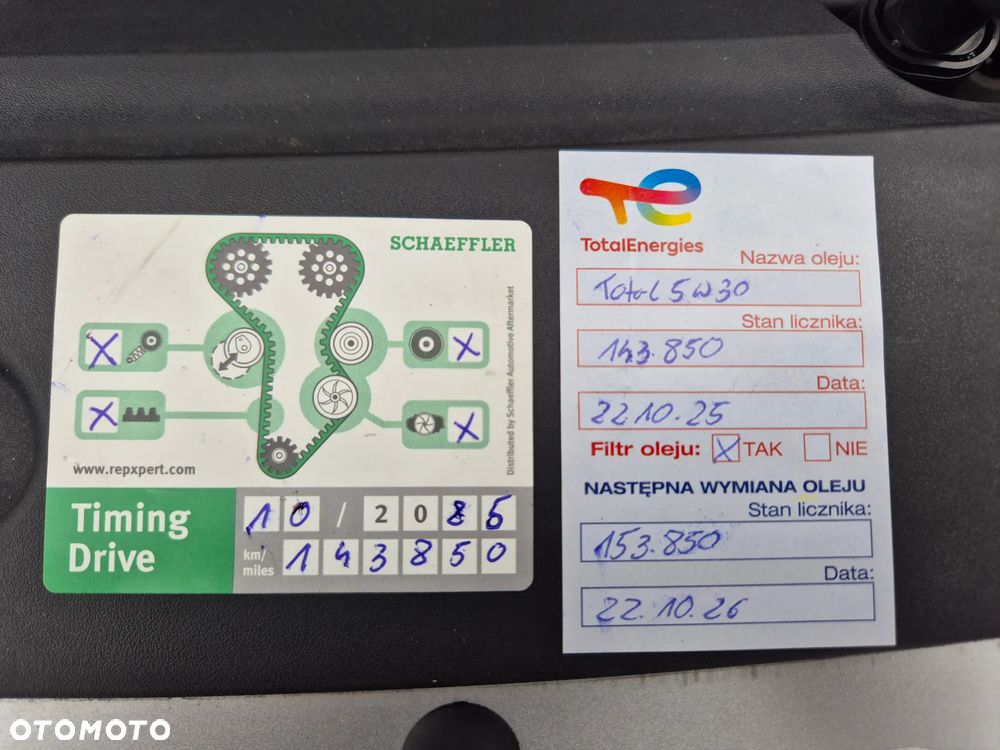 SCHAEFFLER
Distributed by Schaeffler Automotive Aftermarket
www.repxpert.com
Timing
Drive
10 / 2025
km/
miles
143850
TotalEnergies
Nazwa oleju:
Total 5w30
Stan licznika:
143.850
Data:
22.10.25
Filtr oleju: X TAK NIE
NASTĘPNA WYMIANA OLEJU
Stan licznika:
153.850
Data:
22.10.26
OTOMOTO